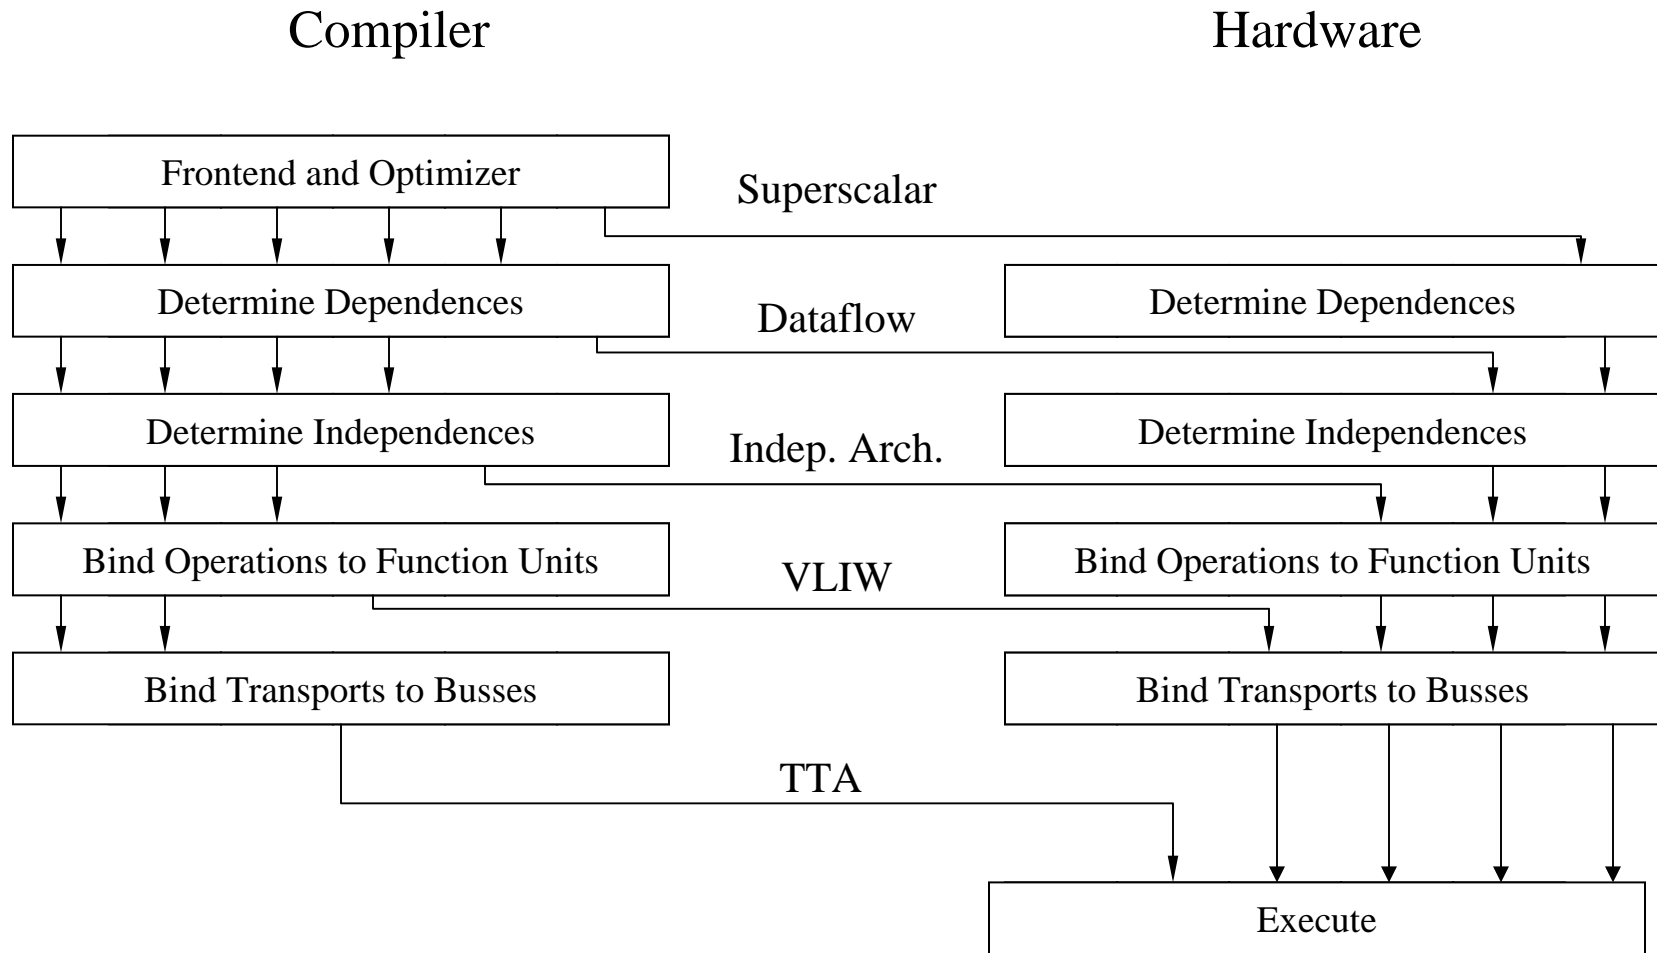 Compiler
Hardware
Frontend and Optimizer
Superscalar
Determine Dependences
Determine Dependences
Dataflow
Determine Independences
Determine Independences
Indep. Arch.
Bind Operations to Function Units
Bind Operations to Function Units
VLIW
Bind Transports to Busses
Bind Transports to Busses
TTA
Execute